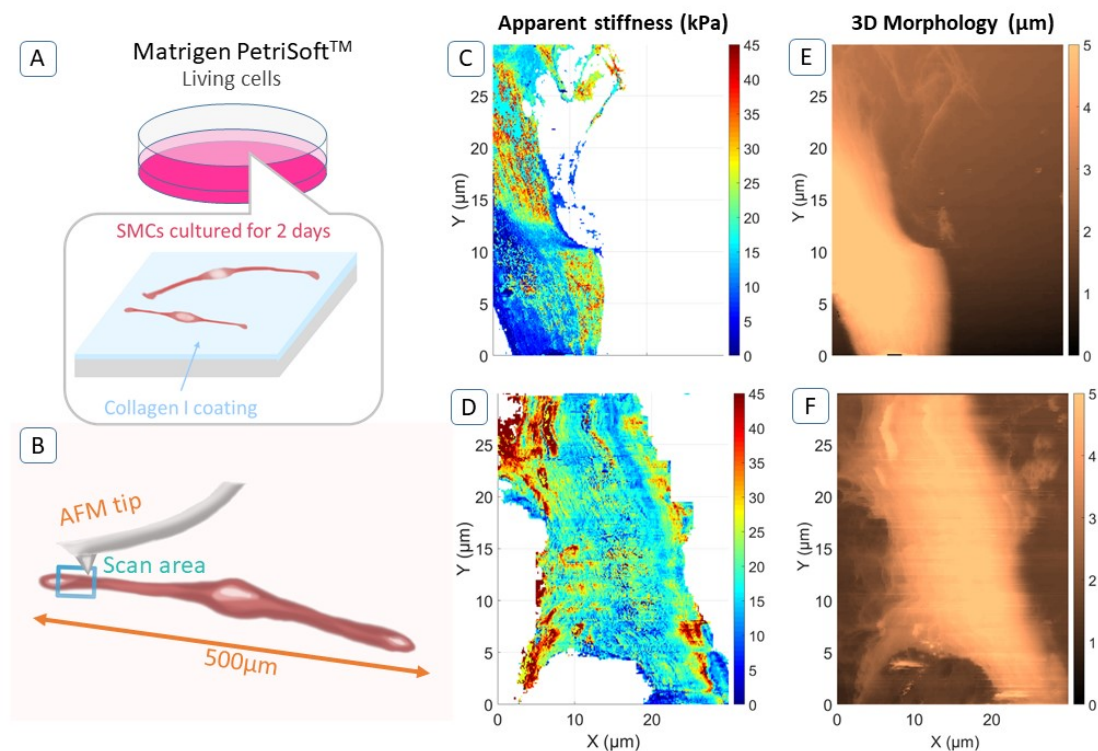 A
Matrigen PetriSoft™
Living cells
SMCs cultured for 2 days
Collagen I coating
B
AFM tip
Scan area
500µm
Apparent stiffness (kPa)
C
Y (µm)
25
20
15
10
5
0
45
40
35
30
25
20
15
10
5
0
D
Y (µm)
25
20
15
10
5
0
0
10
20
X (µm)
45
40
35
30
25
20
15
10
5
0
3D Morphology (µm)
E
Y (µm)
25
20
15
10
5
0
5
4
3
2
1
0
F
Y (µm)
25
20
15
10
5
0
0
10
20
X (µm)
5
4
3
2
1
0